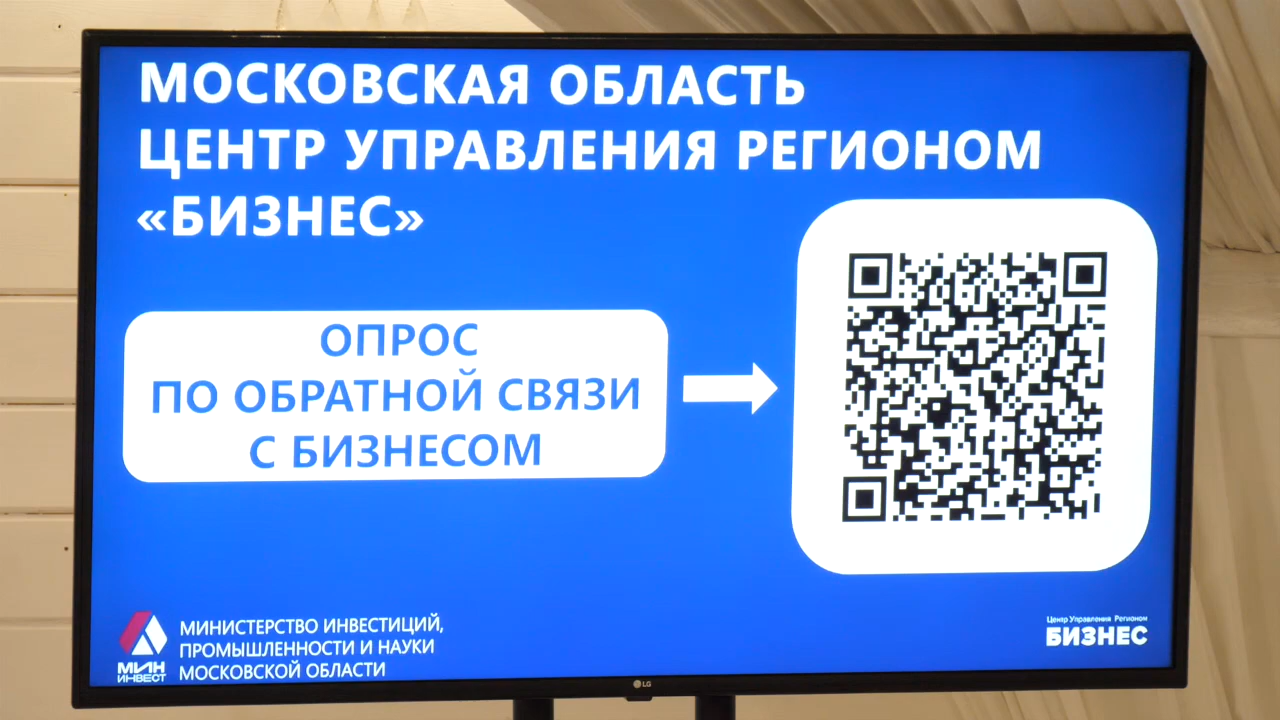 МОСКОВСКАЯ ОБЛАСТЬ
ЦЕНТР УПРАВЛЕНИЯ РЕГИОНОМ
«БИЗНЕС»
ОПРОС
ПО ОБРАТНОЙ СВЯЗИ
С БИЗНЕСОМ
МИН
ИНВЕСТ
МИНИСТЕРСТВО ИНВЕСТИЦИЙ,
ПРОМЫШЛЕННОСТИ И НАУКИ
МОСКОВСКОЙ ОБЛАСТИ
Центр Управления Регионом
БИЗНЕС
LG